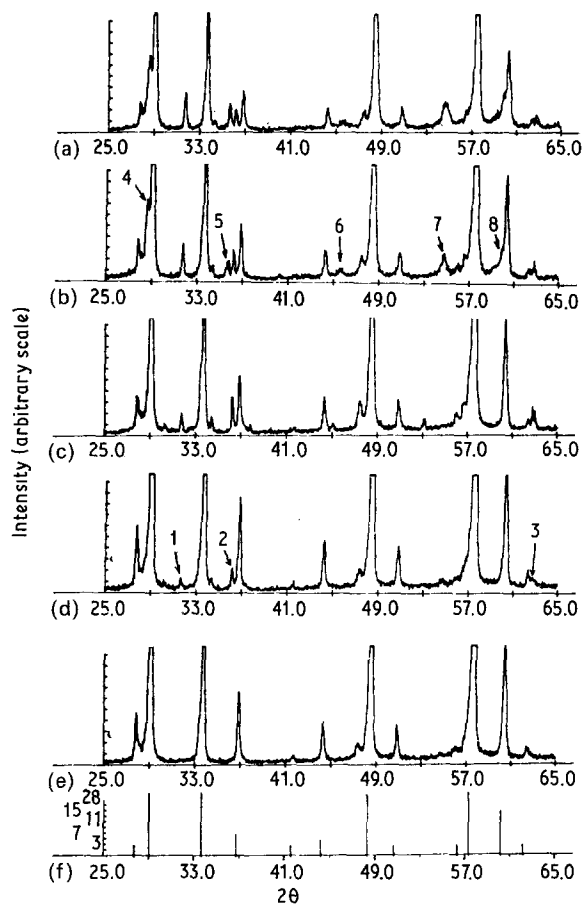 (a) 25.0 33.0 41.0 49.0 57.0 65.0
4 5 6 7 8
(b) 25.0 33.0 41.0 49.0 57.0 65.0
(c) 25.0 33.0 41.0 49.0 57.0 65.0
1 2 3
(d) 25.0 33.0 41.0 49.0 57.0 65.0
(e) 25.0 33.0 41.0 49.0 57.0 65.0
28
15
11
7
3
(f) 25.0 33.0 41.0 49.0 57.0 65.0
2θ
Intensity (arbitrary scale)